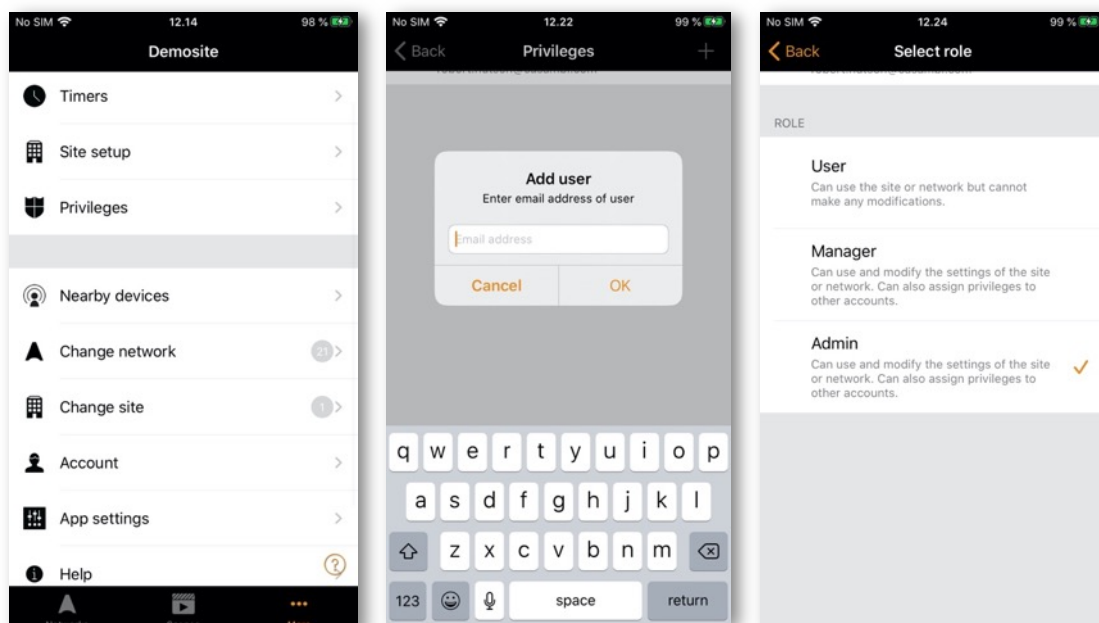 No SIM 12.14 98 %
Demosite
Timers
Site setup
Privileges
Nearby devices
Change network 21
Change site 1
Account
App settings
Help
No SIM 12.22 99 %
Back Privileges
Add user
Enter email address of user
Email address
Cancel OK
q w e r t y u i o p
a s d f g h j k l
z x c v b n m
123 space return
No SIM 12.24 99 %
Back Select role
ROLE
User
Can use the site or network but cannot
make any modifications.
Manager
Can use and modify the settings of the site
or network. Can also assign privileges to
other accounts.
Admin
Can use and modify the settings of the site
or network. Can also assign privileges to
other accounts.